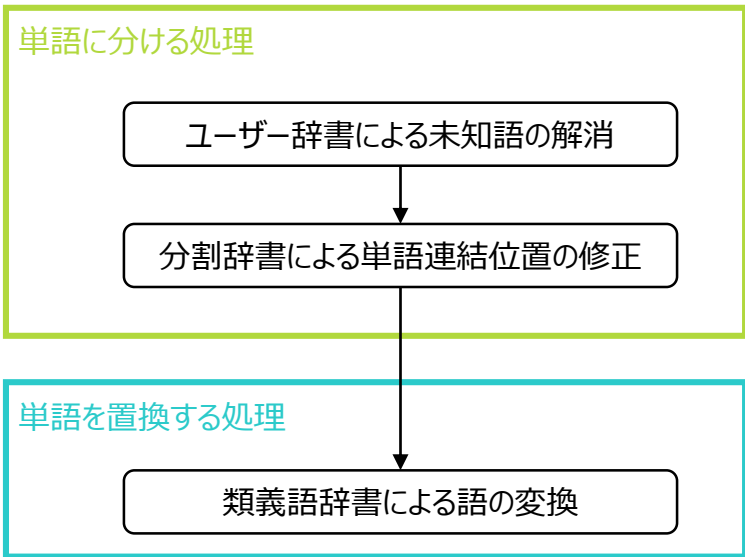 単語に分ける処理
ユーザー辞書による未知語の解消
分割辞書による単語連結位置の修正
単語を置換する処理
類義語辞書による語の変換